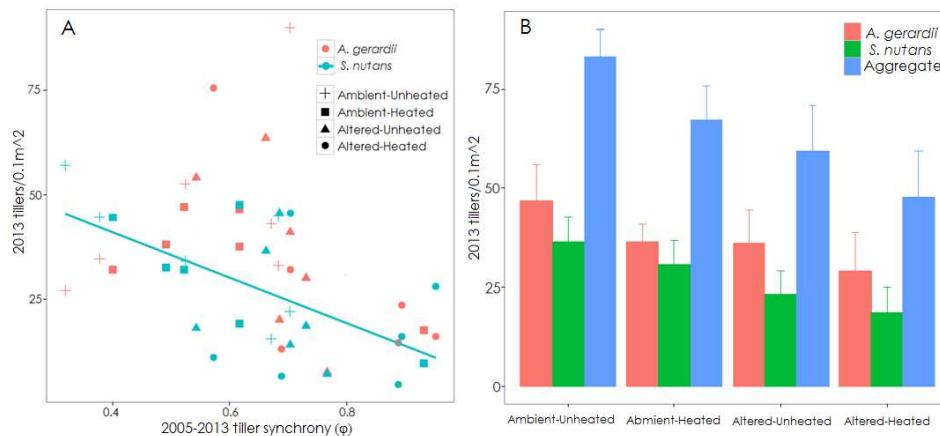 A
A. gerardii
S. nutans
Ambient-Unheated
Ambient-Heated
Altered-Unheated
Altered-Heated
2013 tillers/0.1m^2
75
50
25
0.4 0.6 0.8
2005-2013 tiller synchrony (φ)
B
A. gerardii
S. nutans
Aggregate
2013 tillers/0.1m^2
75
50
25
0
Ambient-Unheated Abmient-Heated Altered-Unheated Altered-Heated